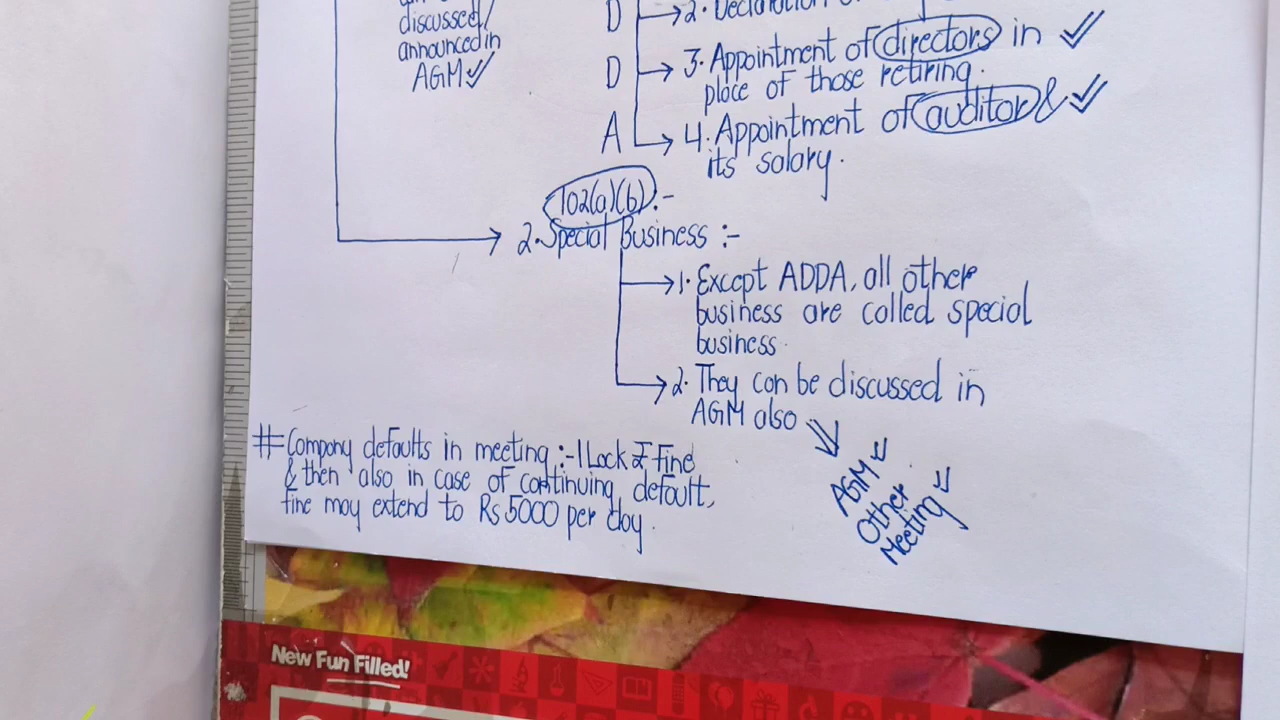 discussed/
announced in
AGM
D
2. Declaration
D
3. Appointment of directors in
place of those retiring.
A
4. Appointment of auditor &
its salary.
102(a)(b):-
2. Special Business :-
1. Except ADDA, all other
business are called special
business.
2. They can be discussed in
AGM also
AGM
Other
Meeting
# Company defaults in meeting :- 1 Lack ₹ Fine
& then also in case of continuing default,
fine may extend to Rs 5000 per day.
New Fun Filled!